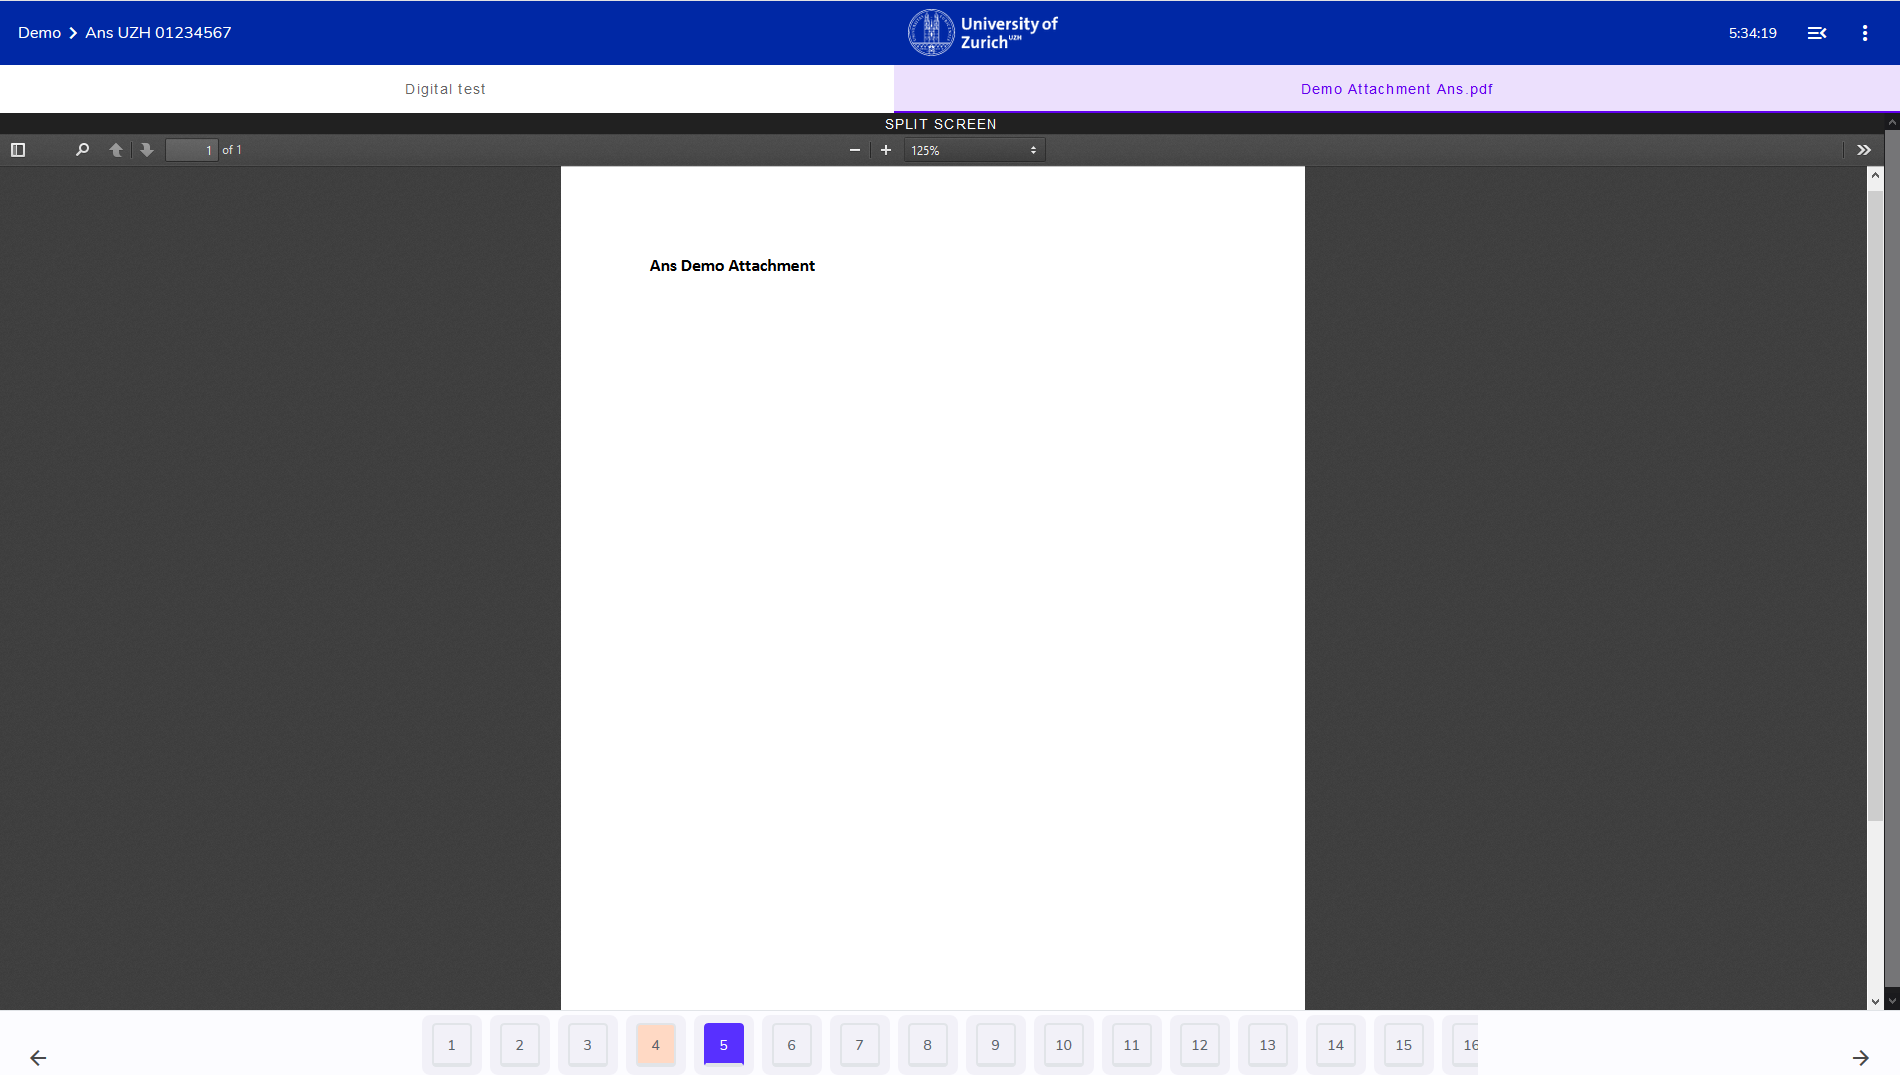 Demo > Ans UZH 01234567
University of
Zurich UZH
5:34:19
Digital test
Demo Attachment Ans.pdf
SPLIT SCREEN
1 of 1
125%
Ans Demo Attachment
1 2 3 4 5 6 7 8 9 10 11 12 13 14 15 16